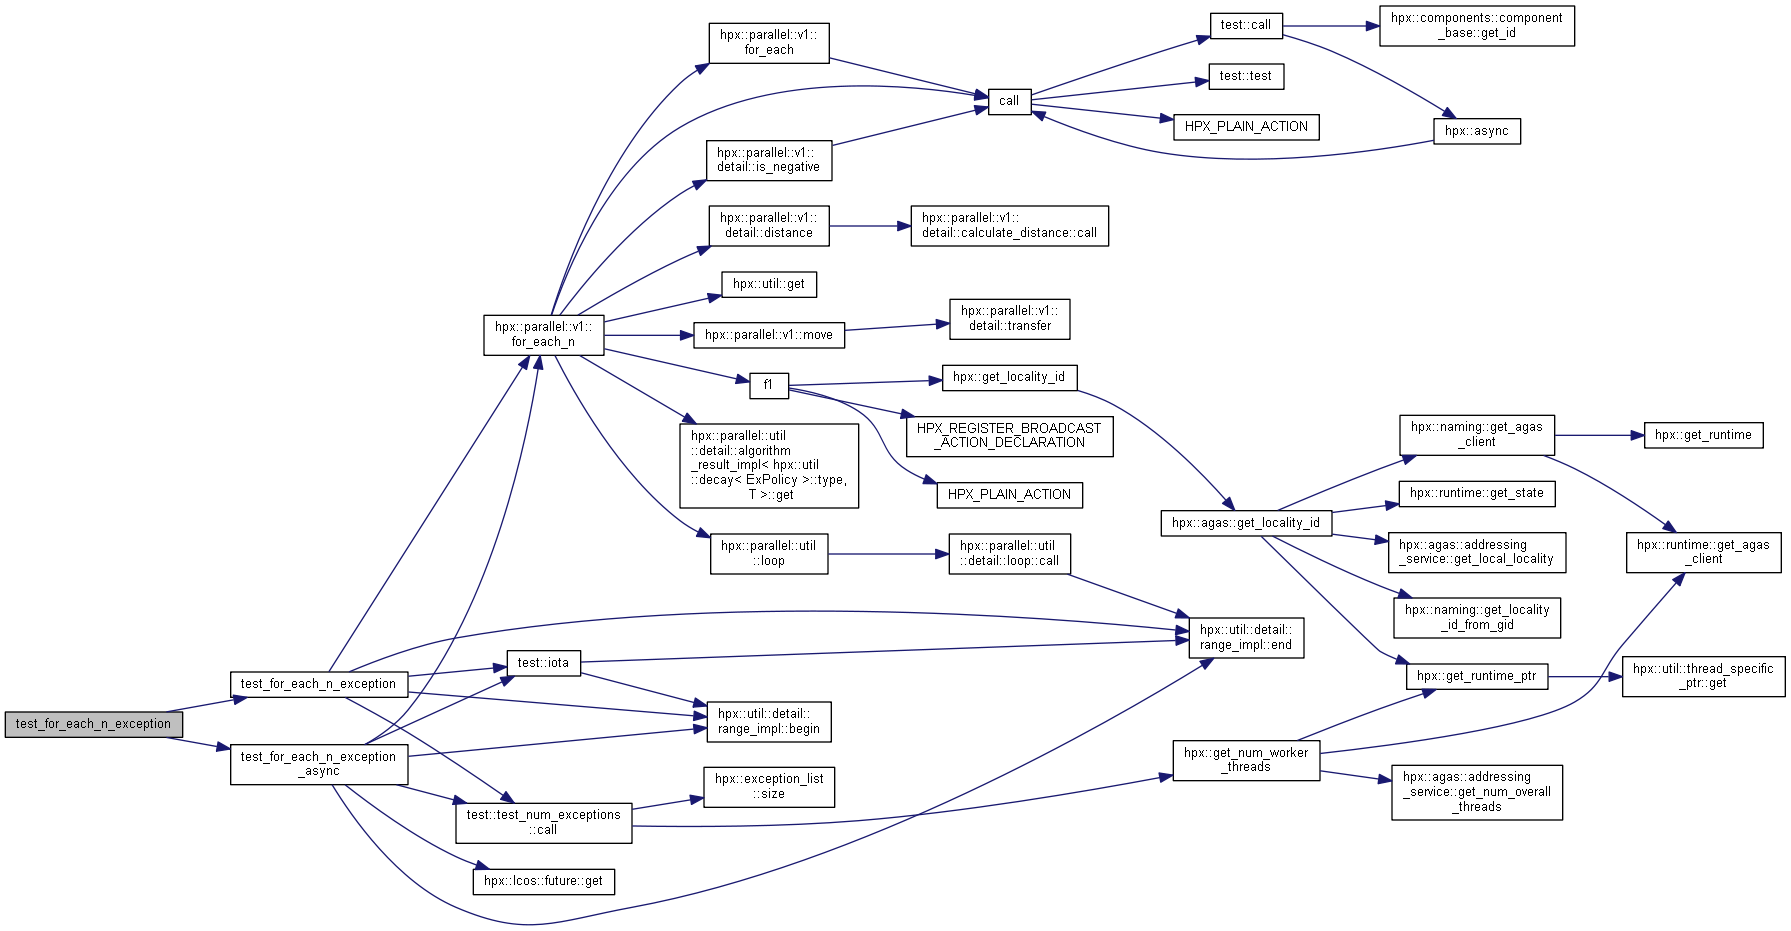 test_for_each_n_exception
test_for_each_n_exception
test_for_each_n_exception
_async
hpx::parallel::v1::
for_each_n
test::iota
test::test_num_exceptions
::call
hpx::lcos::future::get
hpx::parallel::v1::
for_each
hpx::parallel::v1::
detail::is_negative
hpx::parallel::v1::
detail::distance
hpx::util::get
hpx::parallel::v1::move
f1
hpx::parallel::util
::detail::algorithm
_result_impl< hpx::util
::decay< ExPolicy >::type,
T >::get
hpx::parallel::util
::loop
hpx::util::detail::
range_impl::begin
hpx::exception_list
::size
call
hpx::parallel::v1::
detail::calculate_distance::call
hpx::parallel::v1::
detail::transfer
hpx::get_locality_id
HPX_REGISTER_BROADCAST
_ACTION_DECLARATION
HPX_PLAIN_ACTION
hpx::parallel::util
::detail::loop::call
test::call
test::test
HPX_PLAIN_ACTION
hpx::agas::get_locality_id
hpx::util::detail::
range_impl::end
hpx::get_num_worker
_threads
hpx::components::component
_base::get_id
hpx::async
hpx::naming::get_agas
_client
hpx::runtime::get_state
hpx::agas::addressing
_service::get_local_locality
hpx::naming::get_locality
_id_from_gid
hpx::get_runtime_ptr
hpx::agas::addressing
_service::get_num_overall
_threads
hpx::get_runtime
hpx::runtime::get_agas
_client
hpx::util::thread_specific
_ptr::get